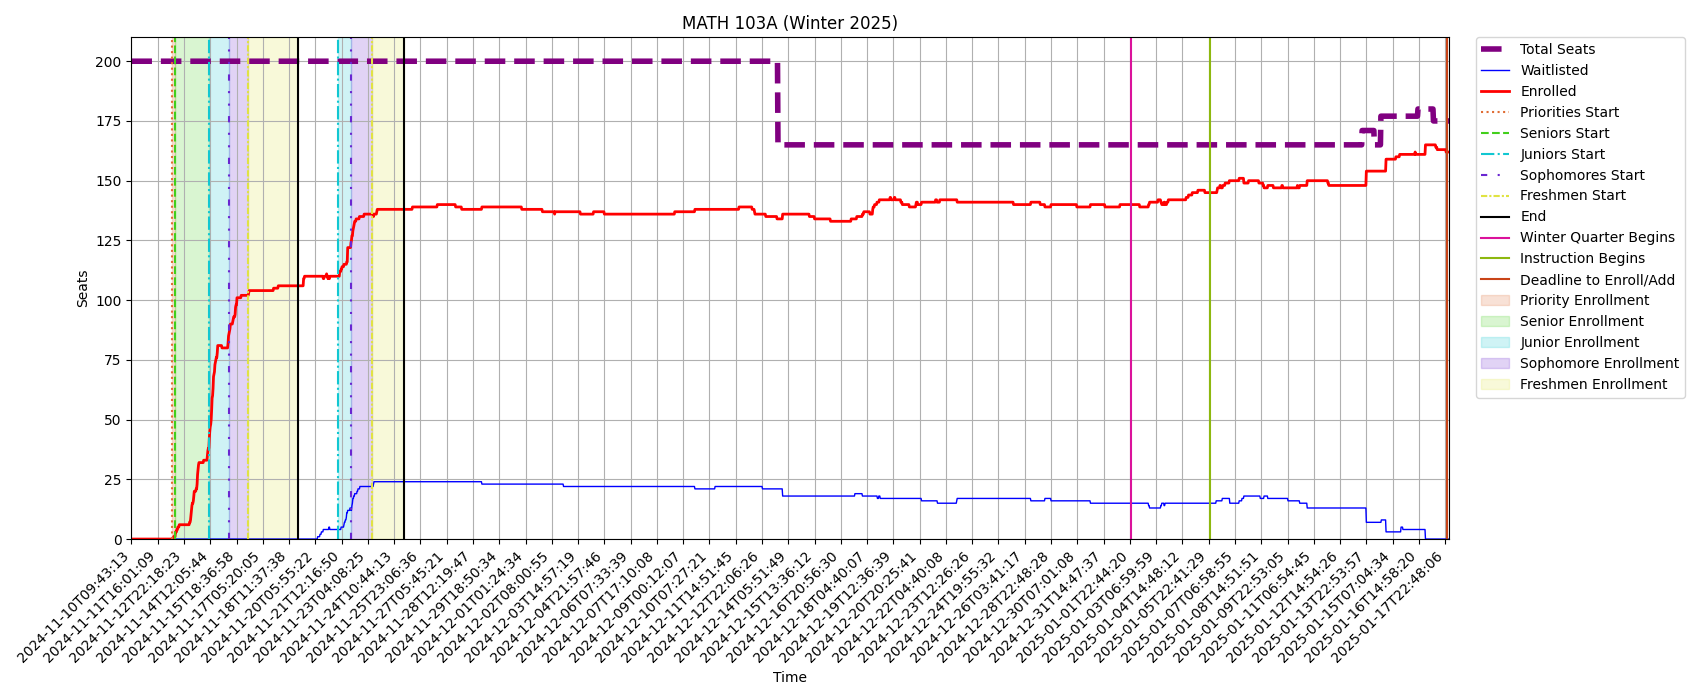 MATH 103A (Winter 2025)
Seats
200
175
150
125
100
75
50
25
0
2024-11-10T09:43:13
2024-11-11T16:01:09
2024-11-12T22:18:23
2024-11-14T12:05:44
2024-11-15T18:36:58
2024-11-17T05:20:05
2024-11-18T11:37:38
2024-11-20T05:55:22
2024-11-21T12:16:50
2024-11-23T04:08:25
2024-11-24T10:44:13
2024-11-25T23:06:36
2024-11-27T05:45:21
2024-11-28T12:19:47
2024-11-29T18:50:34
2024-12-01T01:24:34
2024-12-02T08:00:55
2024-12-03T14:57:19
2024-12-04T21:57:46
2024-12-06T07:33:39
2024-12-07T17:10:08
2024-12-09T00:12:07
2024-12-10T07:27:21
2024-12-11T14:51:45
2024-12-12T22:06:26
2024-12-14T05:51:49
2024-12-15T13:36:12
2024-12-16T20:56:30
2024-12-18T04:40:07
2024-12-19T12:36:39
2024-12-20T20:25:41
2024-12-22T04:40:08
2024-12-23T12:26:26
2024-12-24T19:55:32
2024-12-26T03:41:17
2024-12-28T22:48:28
2024-12-30T07:01:08
2024-12-31T14:47:37
2025-01-01T22:44:20
2025-01-03T06:59:59
2025-01-04T14:48:12
2025-01-05T22:41:29
2025-01-07T06:58:55
2025-01-08T14:51:51
2025-01-09T22:53:05
2025-01-11T06:54:45
2025-01-12T14:54:26
2025-01-13T22:53:57
2025-01-15T07:04:34
2025-01-16T14:58:20
2025-01-17T22:48:06
Time
Total Seats
Waitlisted
Enrolled
Priorities Start
Seniors Start
Juniors Start
Sophomores Start
Freshmen Start
End
Winter Quarter Begins
Instruction Begins
Deadline to Enroll/Add
Priority Enrollment
Senior Enrollment
Junior Enrollment
Sophomore Enrollment
Freshmen Enrollment